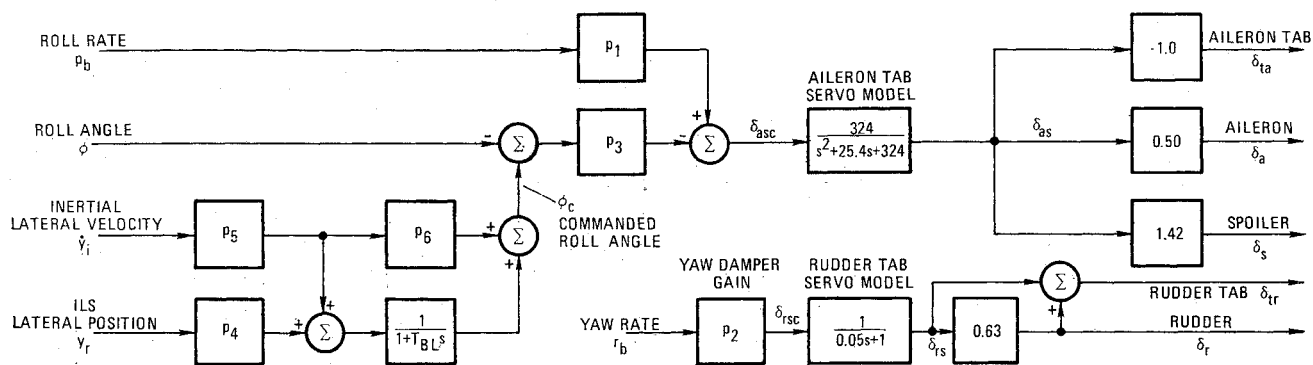 ROLL RATE
p_b
p_1
-1.0
AILERON TAB
δ_ta
AILERON TAB
SERVO MODEL
ROLL ANGLE
φ
-
Σ
p_3
+
-
Σ
δ_asc
324
s^2+25.4s+324
δ_as
0.50
AILERON
δ_a
φ_c
COMMANDED
ROLL ANGLE
INERTIAL
LATERAL VELOCITY
ẏ_i
p_5
p_6
+
+
Σ
1.42
SPOILER
δ_s
ILS
LATERAL POSITION
y_r
p_4
+
+
Σ
1
1+T_BL s
YAW DAMPER
GAIN
RUDDER TAB
SERVO MODEL
YAW RATE
r_b
p_2
δ_rsc
1
0.05s+1
δ_rs
0.63
Σ
+
RUDDER TAB δ_tr
RUDDER
δ_r